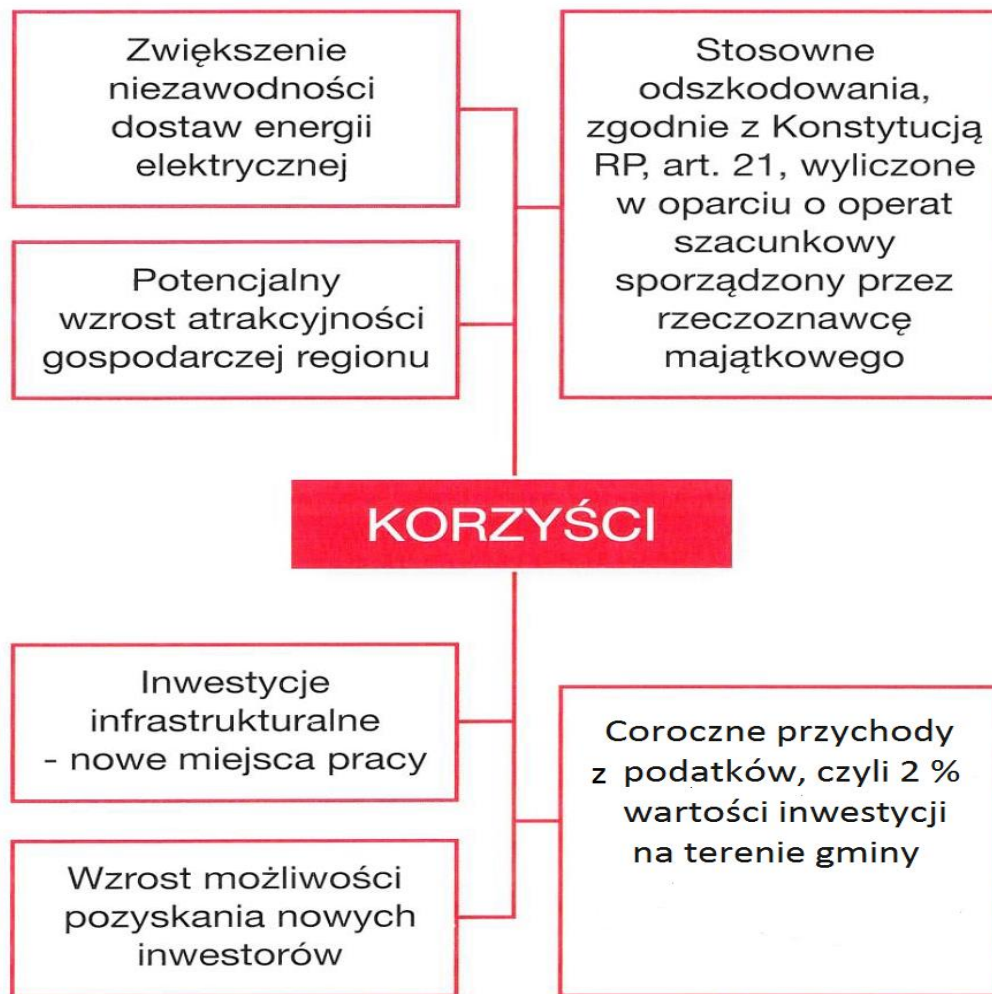 Zwiększenie
niezawodności
dostaw energii
elektrycznej
Potencjalny
wzrost atrakcyjności
gospodarczej regionu
Stosowne
odszkodowania,
zgodnie z Konstytucją
RP, art. 21, wyliczone
w oparciu o operat
szacunkowy
sporządzony przez
rzeczoznawcę
majątkowego
KORZYŚCI
Inwestycje
infrastrukturalne
- nowe miejsca pracy
Wzrost możliwości
pozyskania nowych
inwestorów
Coroczne przychody
z podatków, czyli 2 %
wartości inwestycji
na terenie gminy